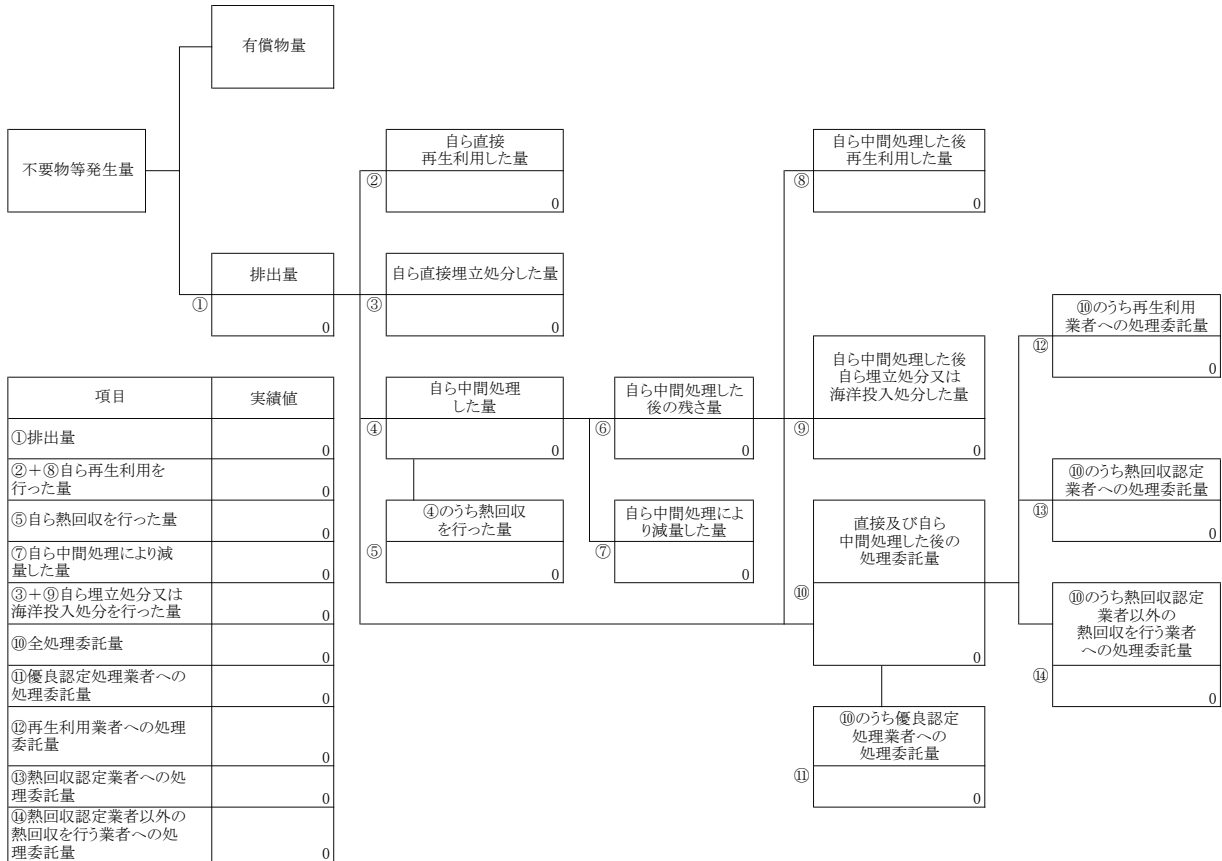 有償物量
不要物等発生量
自ら直接
再生利用した量
②
0
自ら中間処理した後
再生利用した量
⑧
0
排出量
①
0
自ら直接埋立処分した量
③
0
⑩のうち再生利用
業者への処理委託量
⑫
0
自ら中間処理
した量
④
0
自ら中間処理した
後の残さ量
⑥
0
自ら中間処理した後
自ら埋立処分又は
海洋投入処分した量
⑨
0
⑩のうち熱回収認定
業者への処理委託量
⑬
0
④のうち熱回収
を行った量
⑤
0
自ら中間処理によ
り減量した量
⑦
0
直接及び自ら
中間処理した後の
処理委託量
⑩
0
⑩のうち熱回収認定
業者以外の
熱回収を行う業者
への処理委託量
⑭
0
⑩のうち優良認定
処理業者への
処理委託量
⑪
0
項目 実績値
①排出量
0
②+⑧自ら再生利用を
行った量 0
⑤自ら熱回収を行った量
0
⑦自ら中間処理により減
量した量 0
③+⑨自ら埋立処分又は
海洋投入処分を行った量 0
⑩全処理委託量
0
⑪優良認定処理業者への
処理委託量 0
⑫再生利用業者への処理
委託量
0
⑬熱回収認定業者への処
理委託量 0
⑭熱回収認定業者以外の
熱回収を行う業者への処
理委託量 0